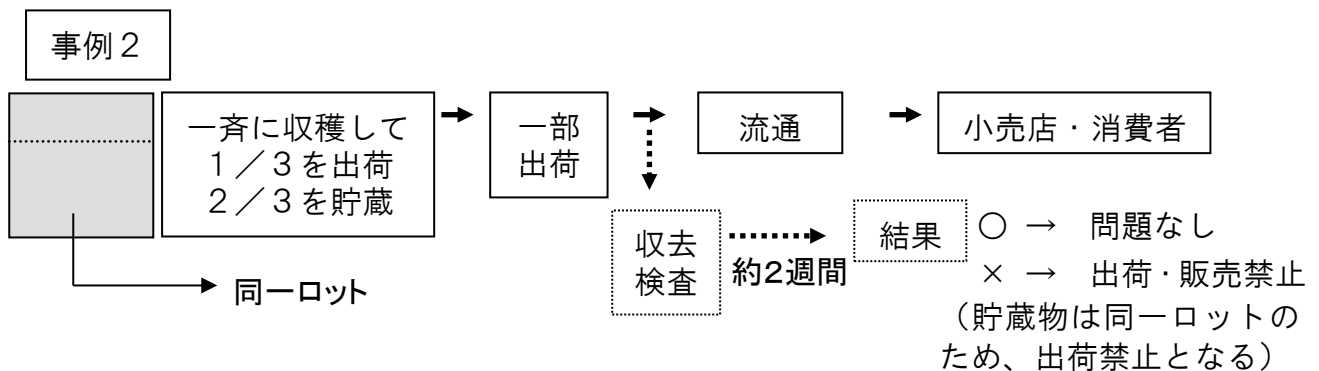 事例２
一斉に収穫して
１／３を出荷
２／３を貯蔵
一部
出荷
流通
小売店・消費者
同一ロット
収去
検査
約2週間
結果
○ → 問題なし
× → 出荷・販売禁止
（貯蔵物は同一ロットの
ため、出荷禁止となる）